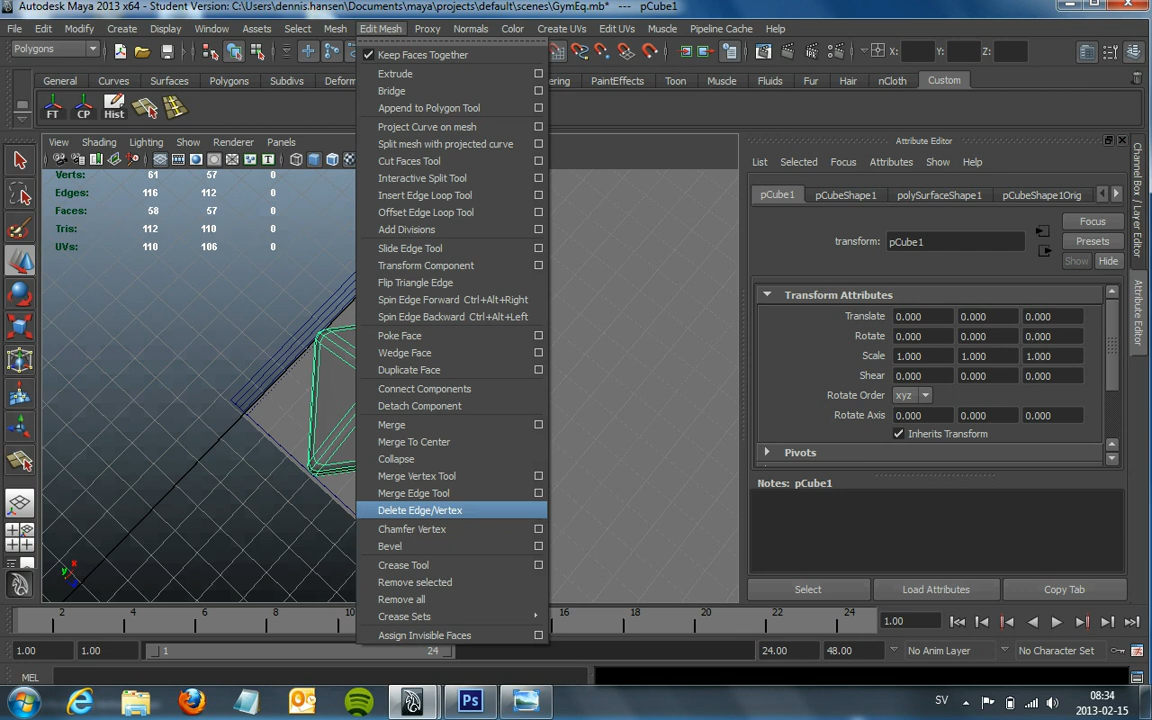 Autodesk Maya 2013 x64 - Student Version: C:\Users\dennis.hansen\Documents\maya\projects\default\scenes\GymEq.mb*  ---  pCube1
File Edit Modify Create Display Window Assets Select Mesh Edit Mesh Proxy Normals Color Create UVs Edit UVs Muscle Pipeline Cache Help
Polygons X: Y: Z:
General Curves Surfaces Polygons Subdivs Deform PaintEffects Toon Muscle Fluids Fur Hair nCloth Custom
FT CP Hist
View Shading Lighting Show Renderer Panels
Verts: 61 57 0
Edges: 116 112 0
Faces: 58 57 0
Tris: 112 110 0
UVs: 110 106 0
Keep Faces Together
Extrude
Bridge
Append to Polygon Tool
Project Curve on mesh
Split mesh with projected curve
Cut Faces Tool
Interactive Split Tool
Insert Edge Loop Tool
Offset Edge Loop Tool
Add Divisions
Slide Edge Tool
Transform Component
Flip Triangle Edge
Spin Edge Forward Ctrl+Alt+Right
Spin Edge Backward Ctrl+Alt+Left
Poke Face
Wedge Face
Duplicate Face
Connect Components
Detach Component
Merge
Merge To Center
Collapse
Merge Vertex Tool
Merge Edge Tool
Delete Edge/Vertex
Chamfer Vertex
Bevel
Crease Tool
Remove selected
Remove all
Crease Sets
Assign Invisible Faces
Attribute Editor
List Selected Focus Attributes Show Help
pCube1 pCubeShape1 polySurfaceShape1 pCubeShape1Orig
Focus
transform: pCube1 Presets
Show Hide
Transform Attributes
Translate 0.000 0.000 0.000
Rotate 0.000 0.000 0.000
Scale 1.000 1.000 1.000
Shear 0.000 0.000 0.000
Rotate Order xyz
Rotate Axis 0.000 0.000 0.000
Inherits Transform
Pivots
Notes: pCube1
Select Load Attributes Copy Tab
Channel Box / Layer Editor
Attribute Editor
y x z
2 4 6 8 10 16 18 20 22 24 1.00
1.00 1.00 1 24 24.00 48.00 No Anim Layer No Character Set
MEL
Ps SV 08:34
2013-02-15